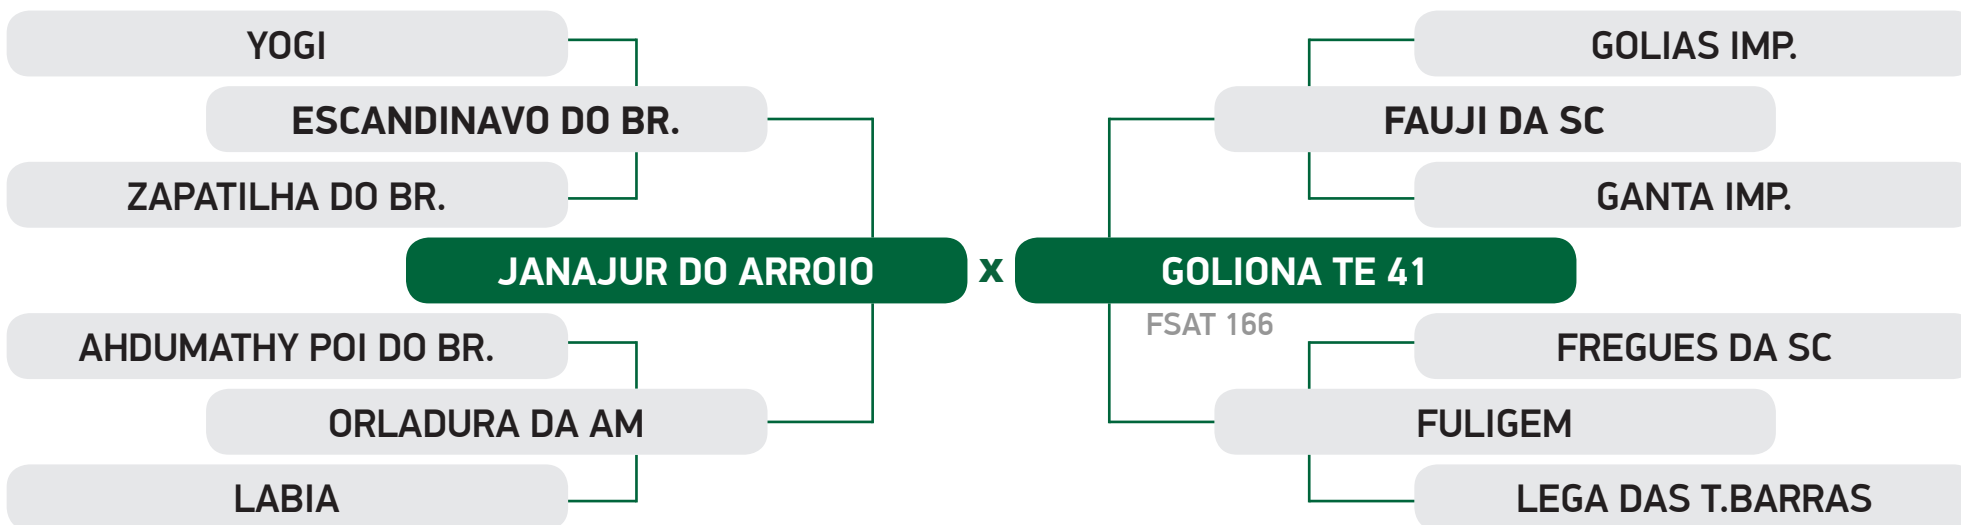 YOGI
GOLIAS IMP.
ESCANDINAVO DO BR.
FAUJI DA SC
ZAPATILHA DO BR.
GANTA IMP.
JANAJUR DO ARROIO x GOLIONA TE 41
FSAT 166
AHDUMATHY POI DO BR.
FREGUES DA SC
ORLADURA DA AM
FULIGEM
LABIA
LEGA DAS T.BARRAS